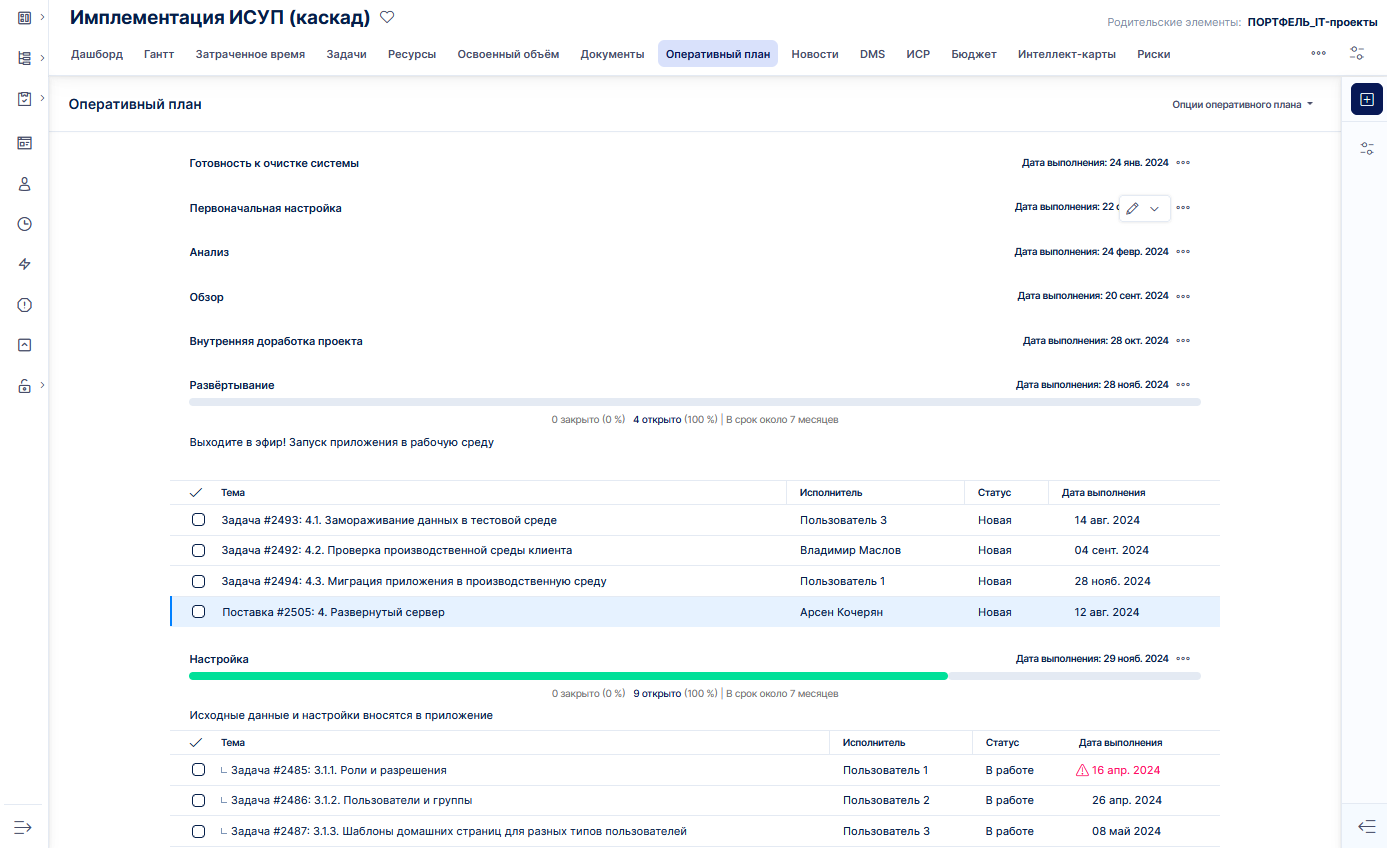 Имплементация ИСУП (каскад)
Родительские элементы: ПОРТФЕЛЬ_IT-проекты
Дашборд Гантт Затраченное время Задачи Ресурсы Освоенный объём Документы Оперативный план Новости DMS ИСР Бюджет Интеллект-карты Риски
Оперативный план
Опции оперативного плана
Готовность к очистке системы Дата выполнения: 24 янв. 2024
Первоначальная настройка Дата выполнения: 22
Анализ Дата выполнения: 24 февр. 2024
Обзор Дата выполнения: 20 сент. 2024
Внутренняя доработка проекта Дата выполнения: 28 окт. 2024
Развёртывание Дата выполнения: 28 нояб. 2024
0 закрыто (0 %) 4 открыто (100 %) | В срок около 7 месяцев
Выходите в эфир! Запуск приложения в рабочую среду
Тема Исполнитель Статус Дата выполнения
Задача #2493: 4.1. Замораживание данных в тестовой среде Пользователь 3 Новая 14 авг. 2024
Задача #2492: 4.2. Проверка производственной среды клиента Владимир Маслов Новая 04 сент. 2024
Задача #2494: 4.3. Миграция приложения в производственную среду Пользователь 1 Новая 28 нояб. 2024
Поставка #2505: 4. Развернутый сервер Арсен Кочерян Новая 12 авг. 2024
Настройка Дата выполнения: 29 нояб. 2024
0 закрыто (0 %) 9 открыто (100 %) | В срок около 7 месяцев
Исходные данные и настройки вносятся в приложение
Тема Исполнитель Статус Дата выполнения
Задача #2485: 3.1.1. Роли и разрешения Пользователь 1 В работе 16 апр. 2024
Задача #2486: 3.1.2. Пользователи и группы Пользователь 2 В работе 26 апр. 2024
Задача #2487: 3.1.3. Шаблоны домашних страниц для разных типов пользователей Пользователь 3 В работе 08 май 2024